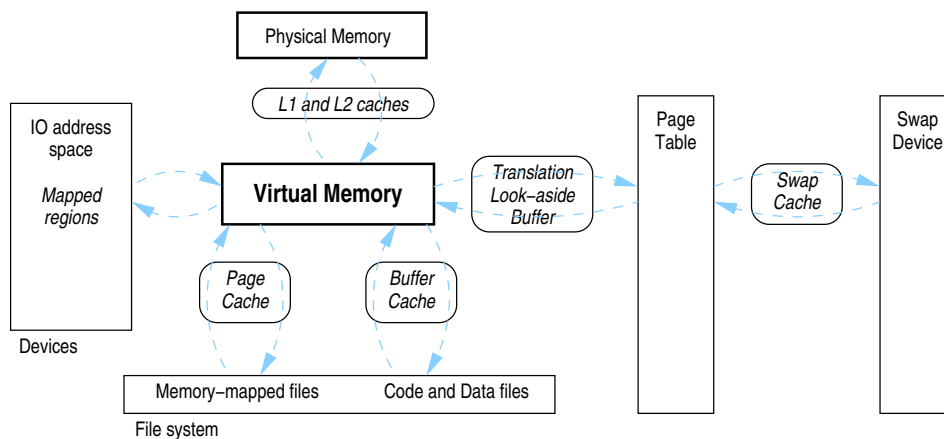 Physical Memory
L1 and L2 caches
IO address
space
Mapped
regions
Devices
Virtual Memory
Translation
Look–aside
Buffer
Page
Table
Swap
Cache
Swap
Device
Page
Cache
Buffer
Cache
Memory–mapped files
Code and Data files
File system